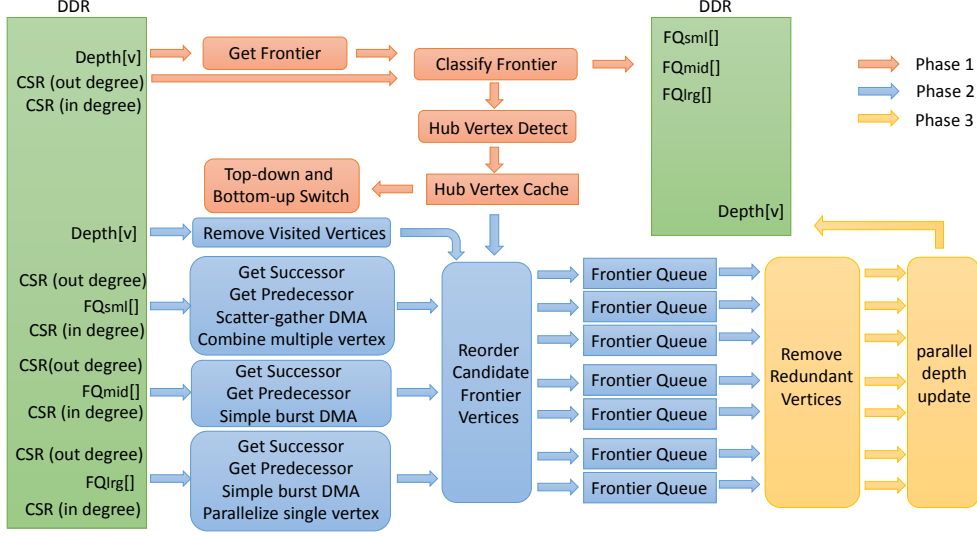 DDR
DDR
Depth[v]
CSR (out degree)
CSR (in degree)
Get Frontier
Classify Frontier
FQsml[]
FQmid[]
FQlrg[]
Depth[v]
Phase 1
Phase 2
Phase 3
Hub Vertex Detect
Hub Vertex Cache
Top-down and
Bottom-up Switch
Depth[v]
Remove Visited Vertices
CSR (out degree)
FQsml[]
CSR (in degree)
Get Successor
Get Predecessor
Scatter-gather DMA
Combine multiple vertex
CSR(out degree)
FQmid[]
CSR (in degree)
Get Successor
Get Predecessor
Simple burst DMA
CSR (out degree)
FQlrg[]
CSR (in degree)
Get Successor
Get Predecessor
Simple burst DMA
Parallelize single vertex
Reorder
Candidate
Frontier
Vertices
Frontier Queue
Frontier Queue
Frontier Queue
Frontier Queue
Frontier Queue
Frontier Queue
Frontier Queue
Remove
Redundant
Vertices
parallel
depth
update